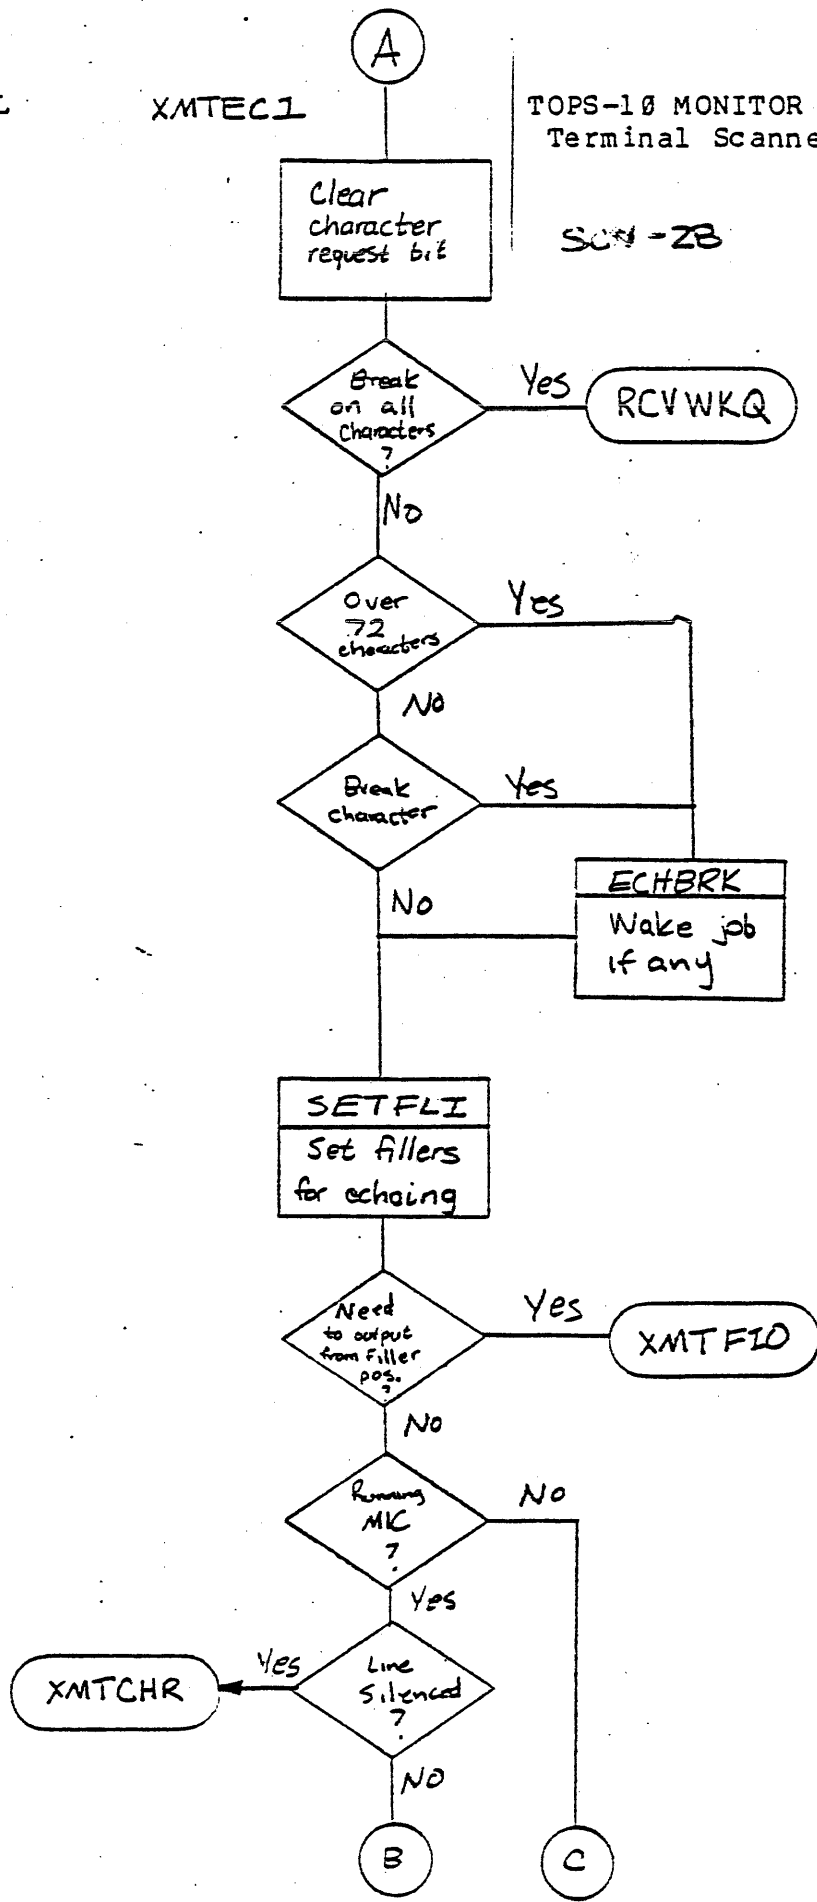 A
XMTEC1
TOPS-10 MONITOR
Terminal Scanne
SCN-2B
Clear
character
request bit
Break
on all
Characters
?
Yes
RCVWKQ
No
Over
72
characters
Yes
No
Break
character
Yes
No
ECHBRK
Wake job
if any
SETFLI
Set fillers
for echoing
Need
to output
from Filler
pos.
?
Yes
XMTFIO
No
Running
MIC
?
No
Yes
Line
Silenced
?
Yes
XMTCHR
NO
B
C